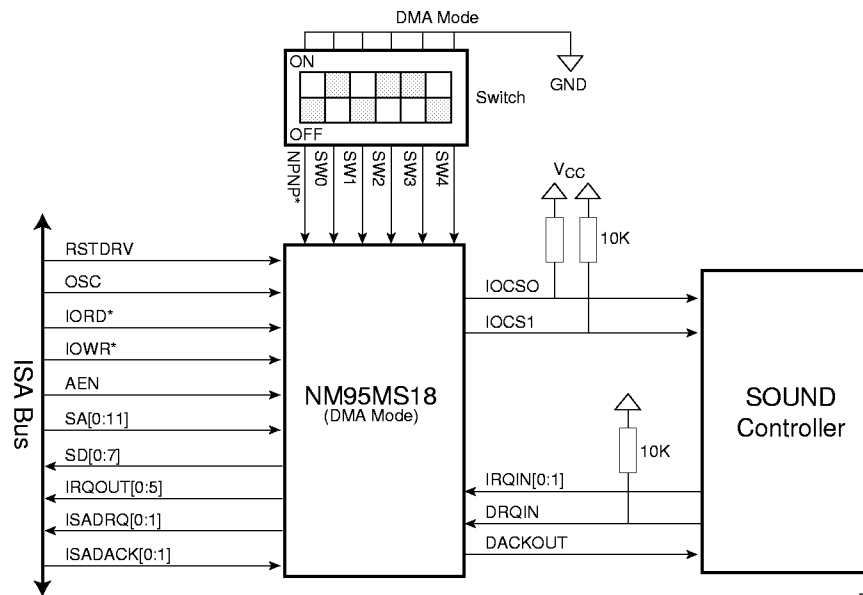 DMA Mode
ON
GND
Switch
OFF
NPNP*
SW0
SW1
SW2
SW3
SW4
VCC
10K
RSTDRV
OSC
IORD*
IOWR*
AEN
SA[0:11]
SD[0:7]
IRQOUT[0:5]
ISADRQ[0:1]
ISADACK[0:1]
ISA Bus
NM95MS18
(DMA Mode)
IOCSO
IOCS1
10K
IRQIN[0:1]
DRQIN
DACKOUT
SOUND
Controller